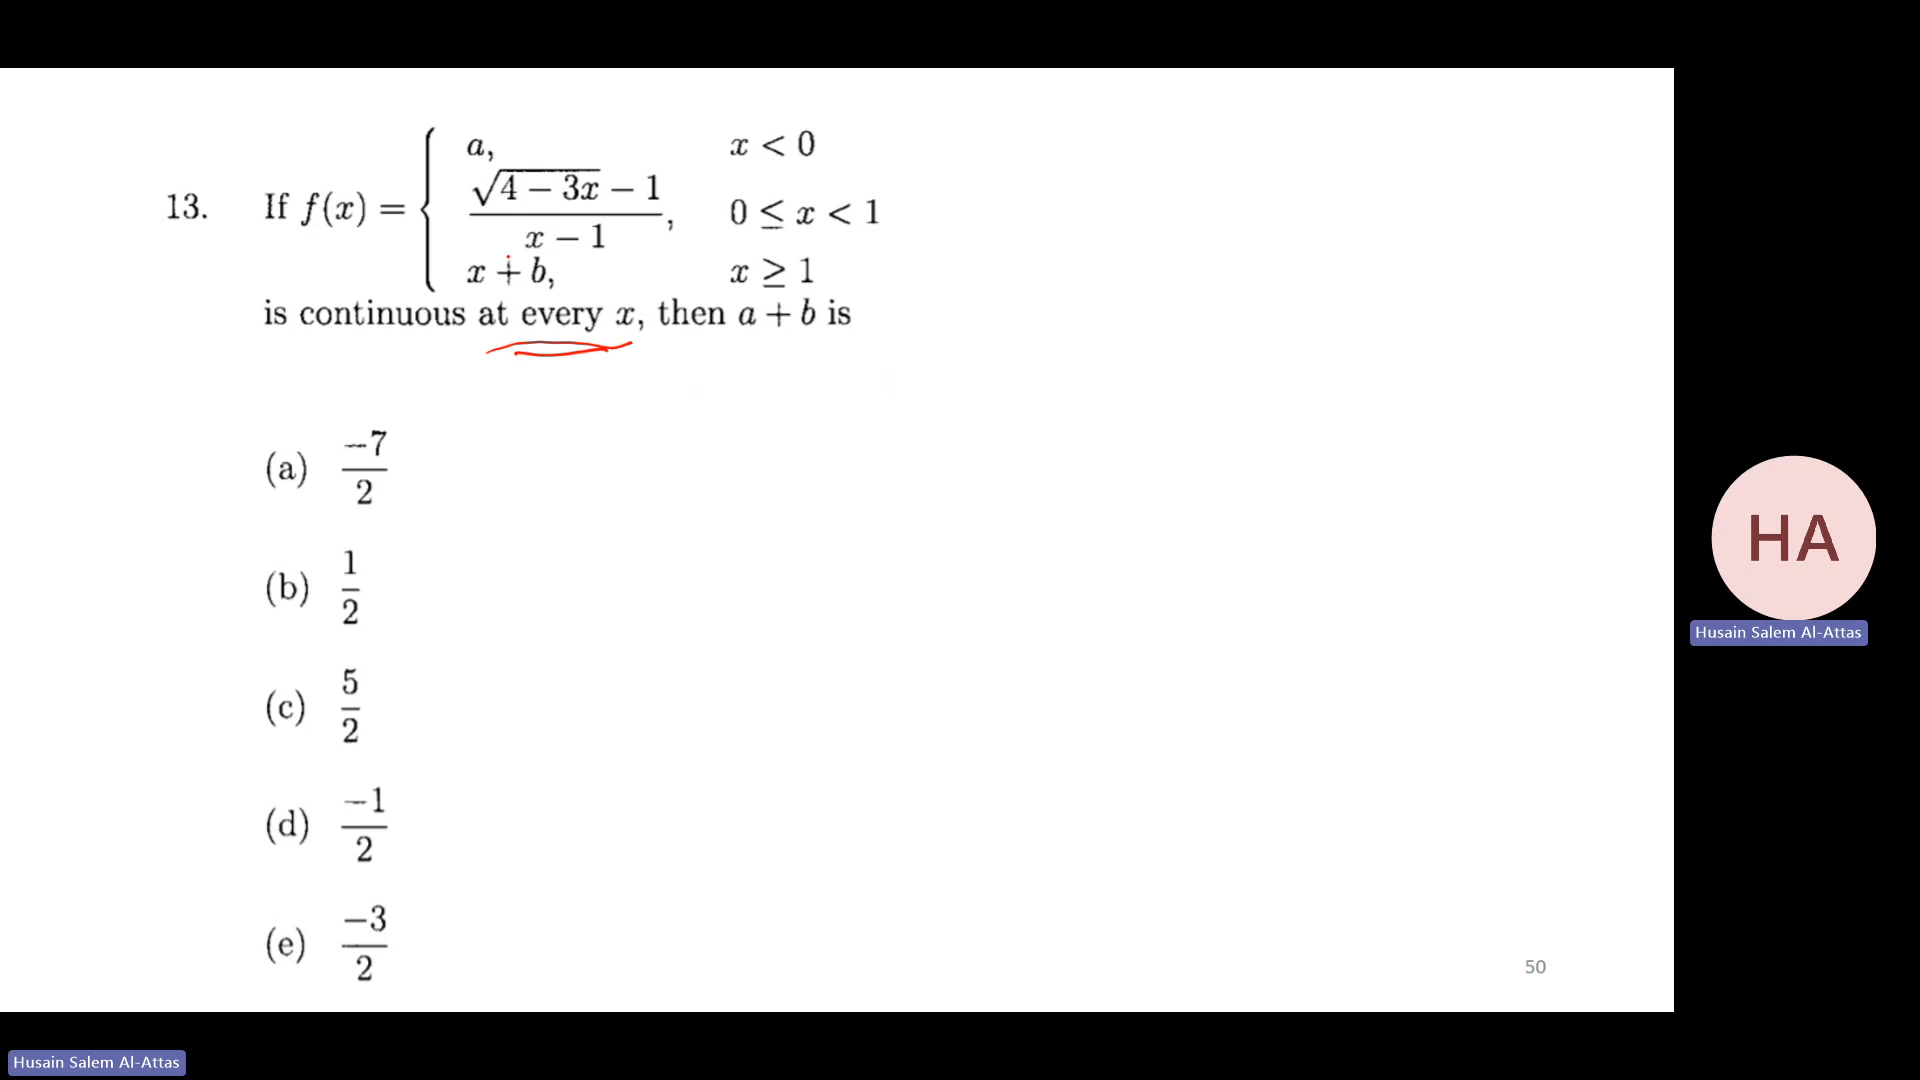 13. If f(x) = { a, x < 0
√(4 − 3x) − 1 / x − 1, 0 ≤ x < 1
x + b, x ≥ 1
is continuous at every x, then a + b is
(a) −7/2
(b) 1/2
(c) 5/2
(d) −1/2
(e) −3/2
50
HA
Husain Salem Al-Attas
Husain Salem Al-Attas